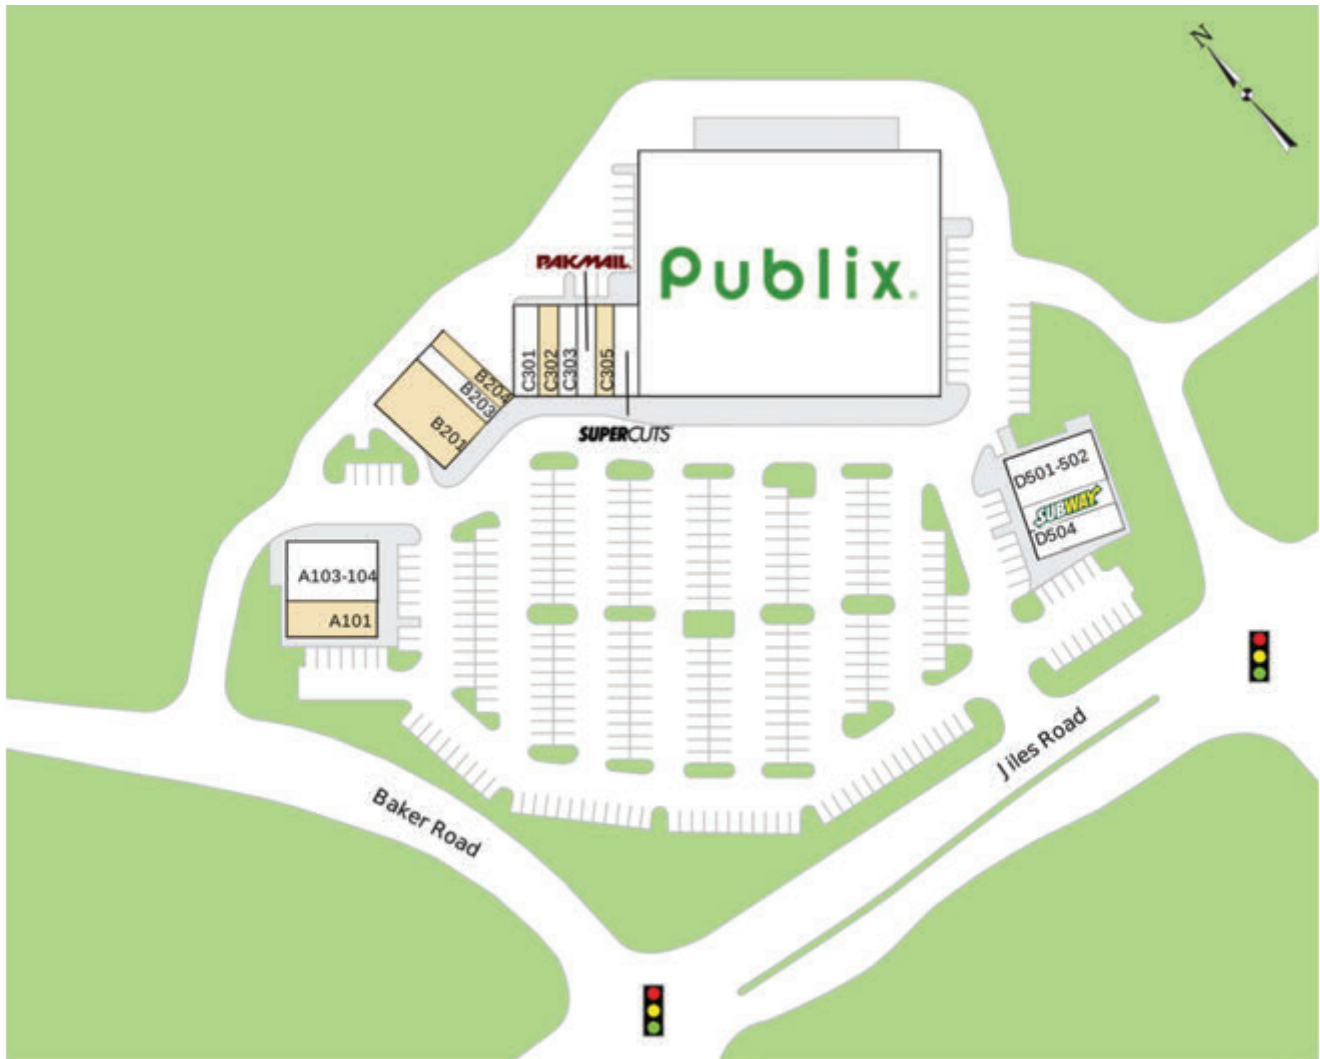 N
PAKMAIL
Publix.
C301
C302
C303
C305
B204
B203
B201
SUPERCUTS
D501-502
SUBWAY
D504
A103-104
A101
Jiles Road
Baker Road